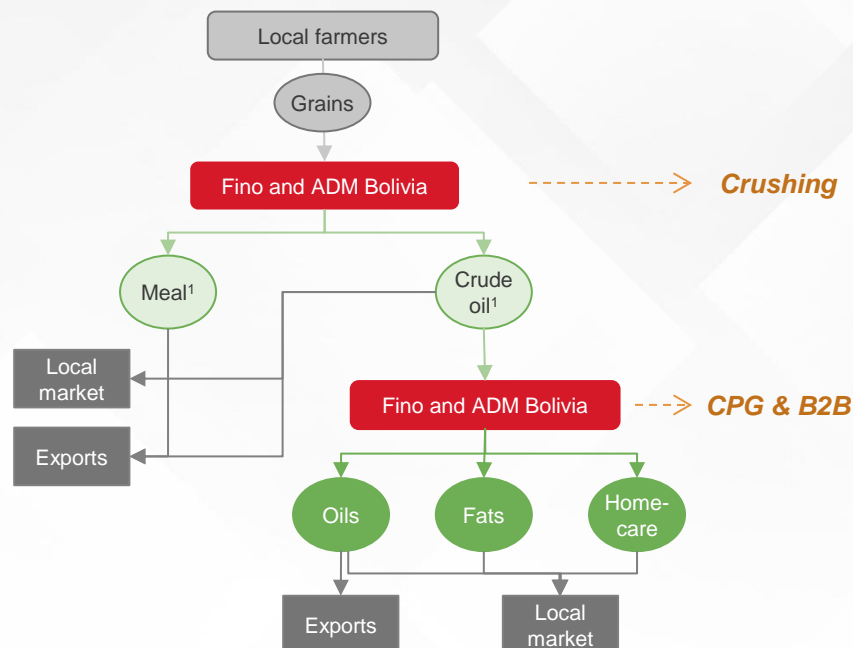 Local farmers
Grains
Fino and ADM Bolivia
Crushing
Meal¹
Crude
oil¹
Local
market
Fino and ADM Bolivia
CPG & B2B
Exports
Oils
Fats
Home-
care
Exports
Local
market